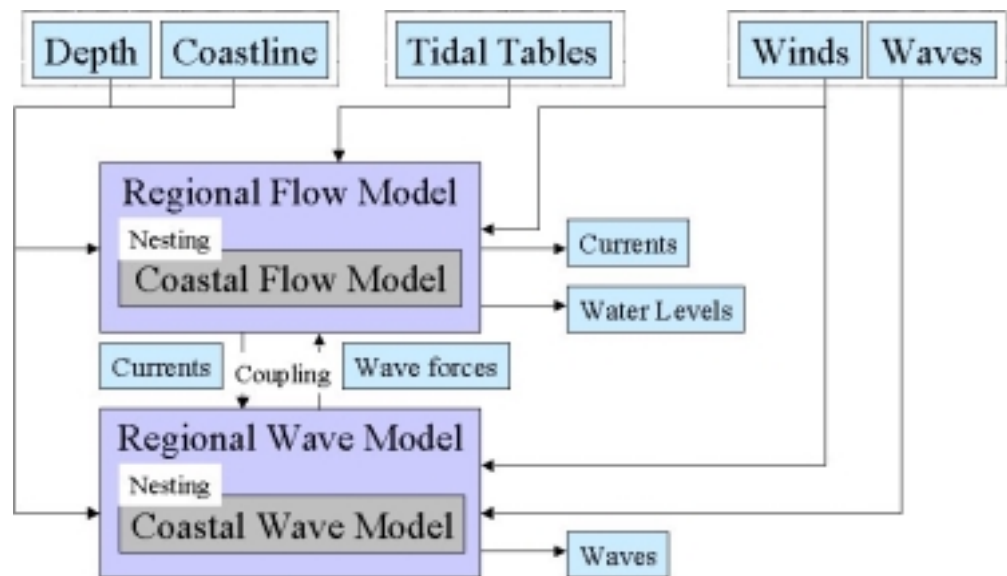 Depth Coastline Tidal Tables Winds Waves
Regional Flow Model
Nesting
Coastal Flow Model
Currents
Water Levels
Currents Coupling Wave forces
Regional Wave Model
Nesting
Coastal Wave Model
Waves